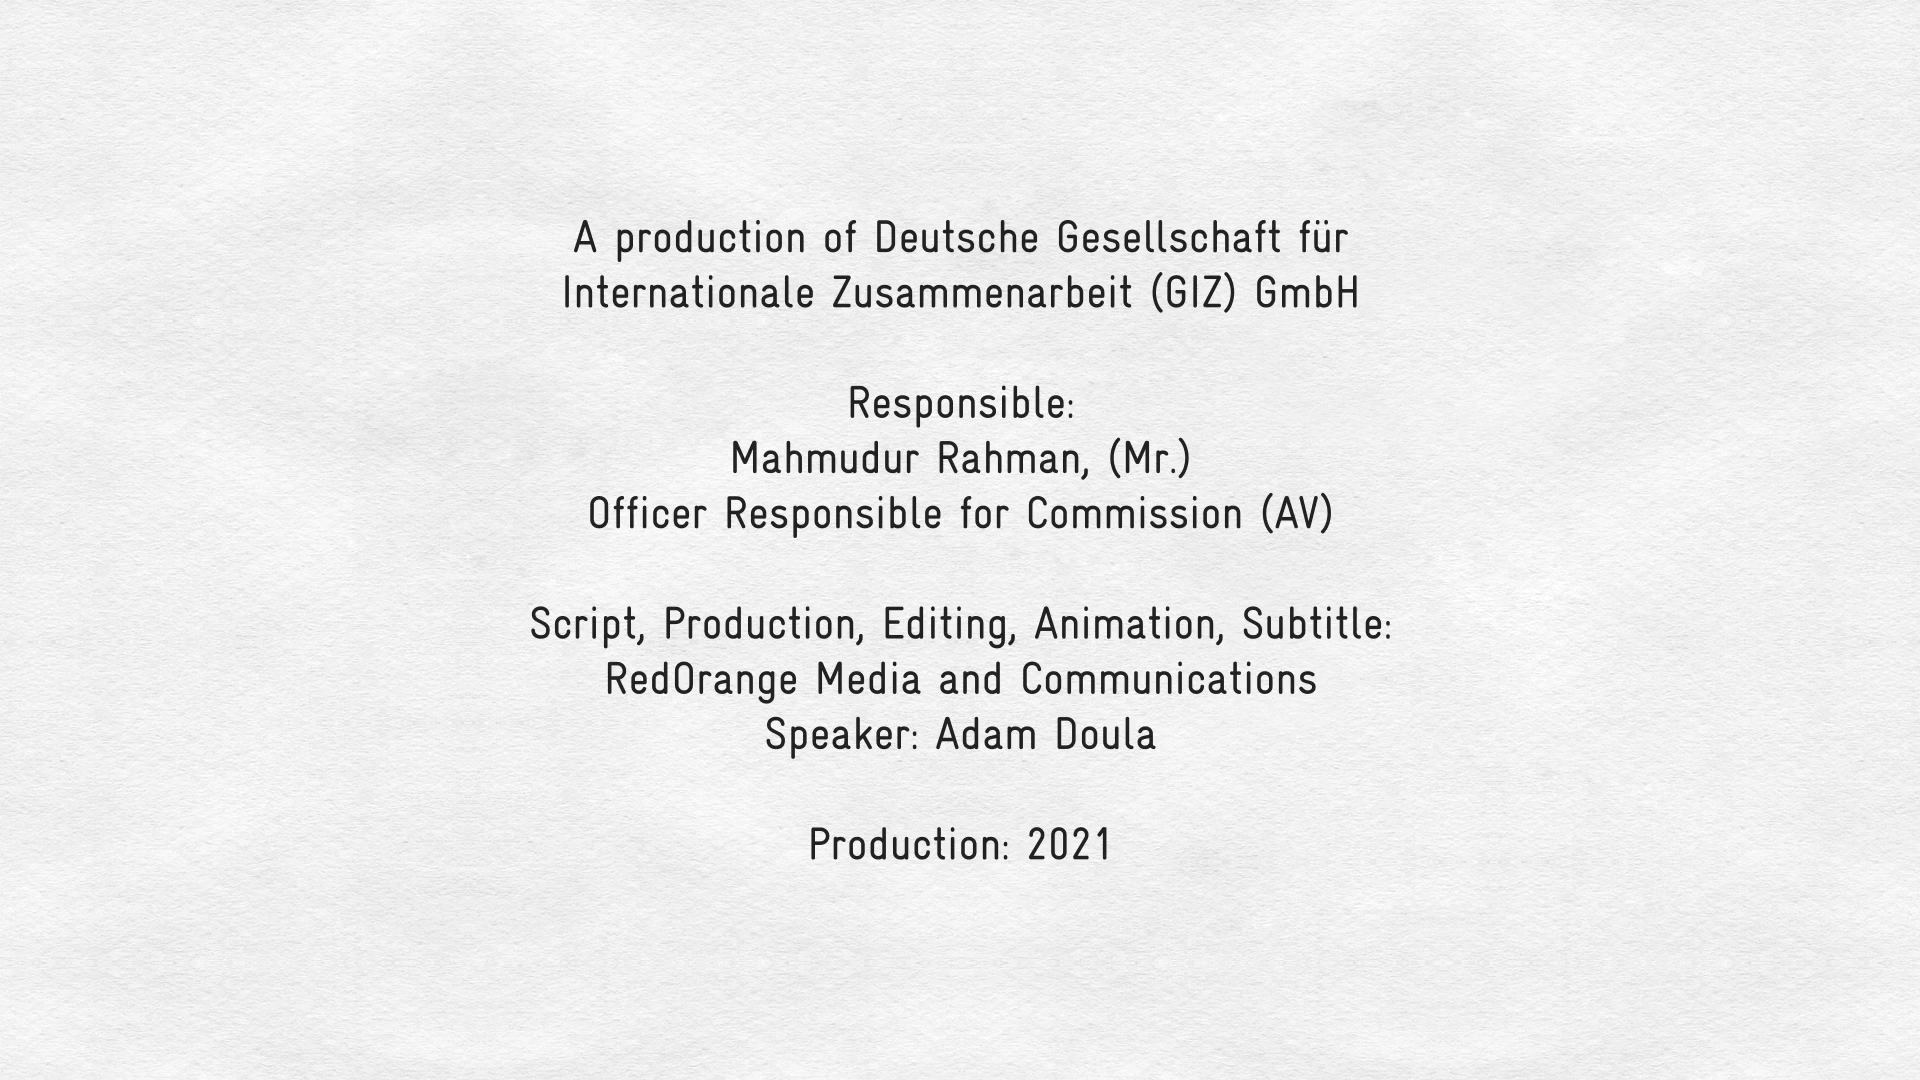 A production of Deutsche Gesellschaft für
Internationale Zusammenarbeit (GIZ) GmbH
Responsible:
Mahmudur Rahman, (Mr.)
Officer Responsible for Commission (AV)
Script, Production, Editing, Animation, Subtitle:
RedOrange Media and Communications
Speaker: Adam Doula
Production: 2021